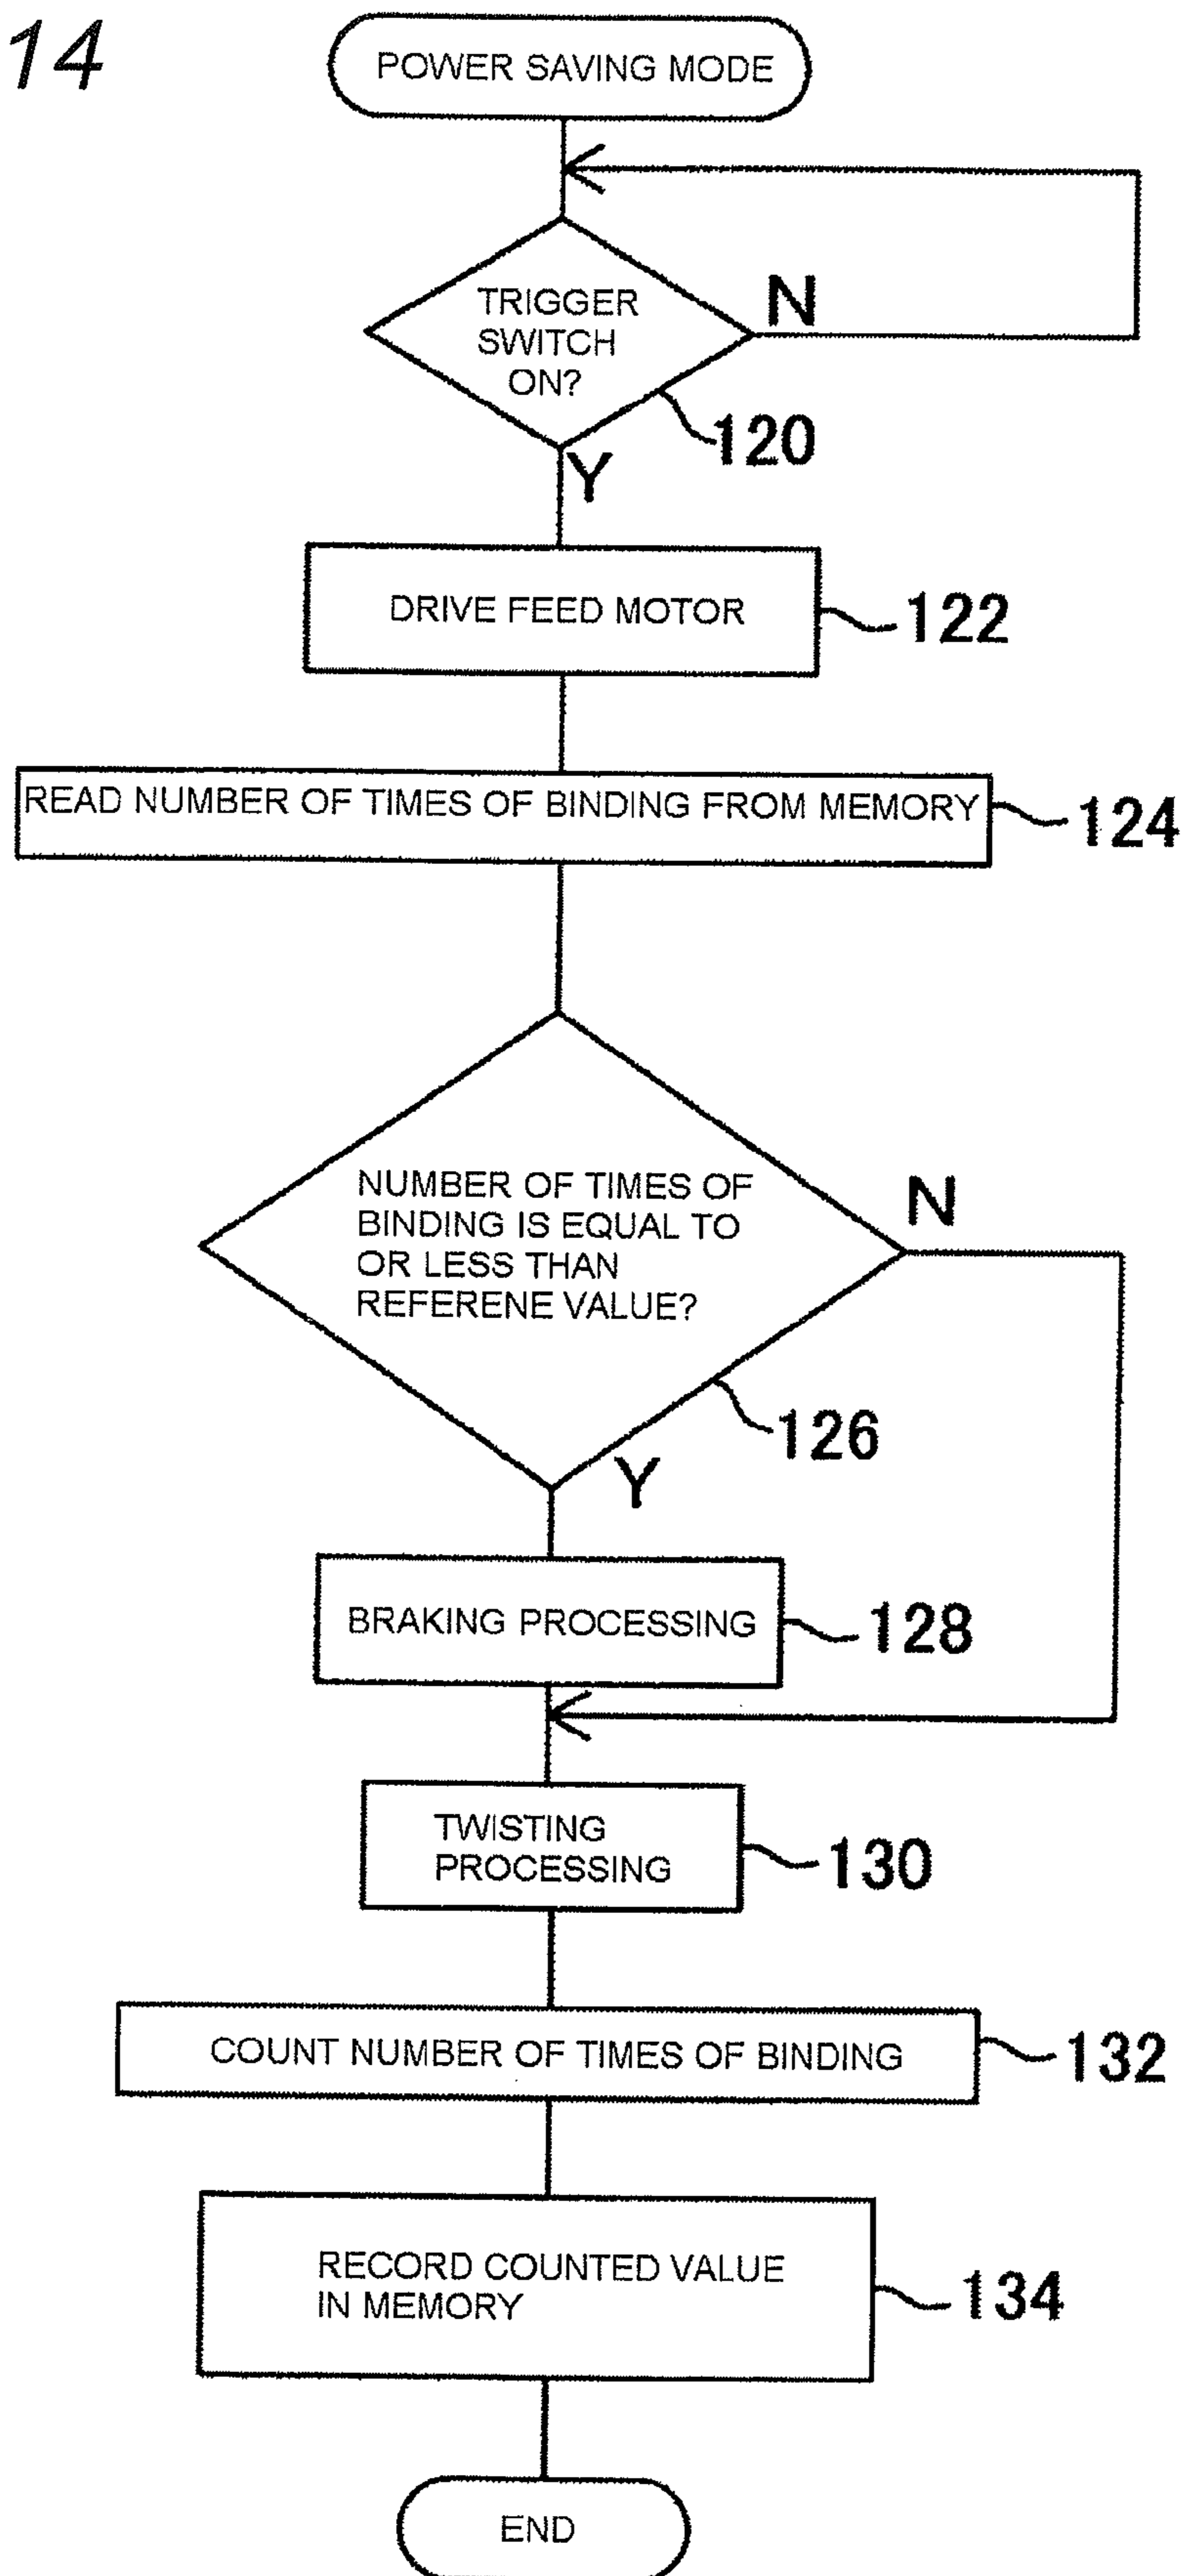 14
POWER SAVING MODE
TRIGGER
SWITCH
ON?
N
120
Y
DRIVE FEED MOTOR
122
READ NUMBER OF TIMES OF BINDING FROM MEMORY
124
NUMBER OF TIMES OF
BINDING IS EQUAL TO
OR LESS THAN
REFERENE VALUE?
N
126
Y
BRAKING PROCESSING
128
TWISTING
PROCESSING
130
COUNT NUMBER OF TIMES OF BINDING
132
RECORD COUNTED VALUE
IN MEMORY
134
END